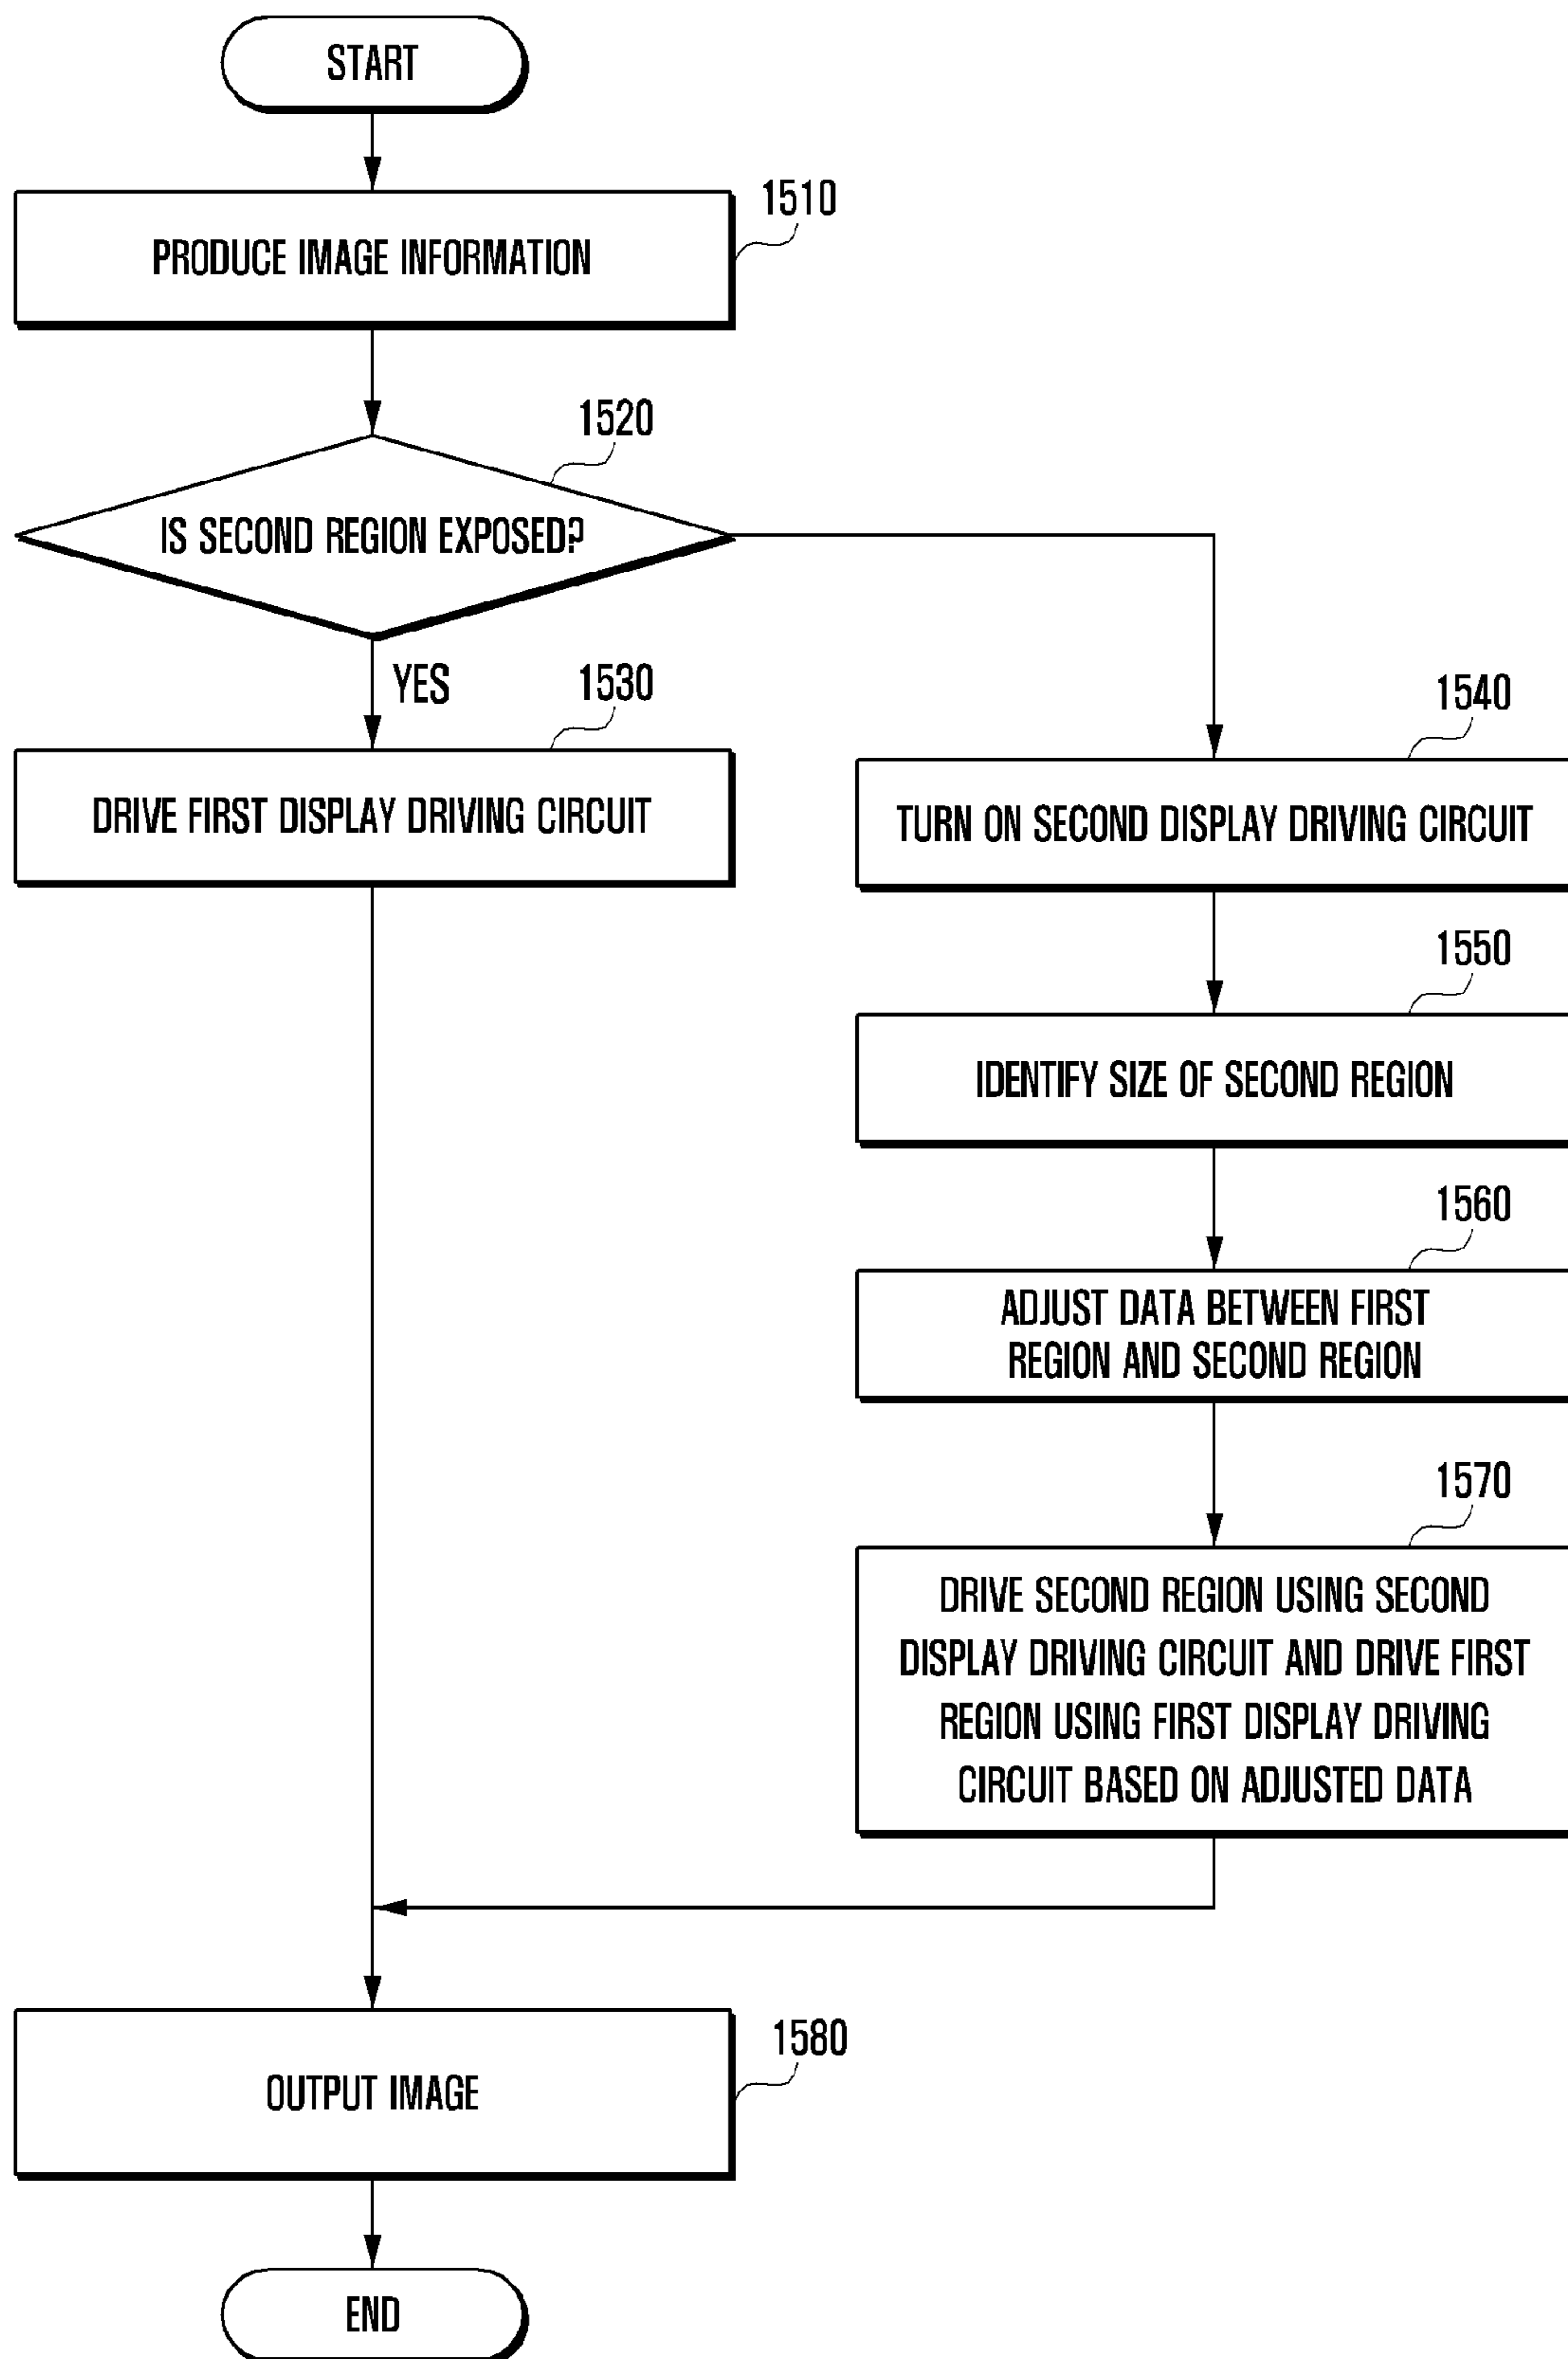 START
1510
PRODUCE IMAGE INFORMATION
1520
IS SECOND REGION EXPOSED?
YES
1530
DRIVE FIRST DISPLAY DRIVING CIRCUIT
1540
TURN ON SECOND DISPLAY DRIVING CIRCUIT
1550
IDENTIFY SIZE OF SECOND REGION
1560
ADJUST DATA BETWEEN FIRST
REGION AND SECOND REGION
1570
DRIVE SECOND REGION USING SECOND
DISPLAY DRIVING CIRCUIT AND DRIVE FIRST
REGION USING FIRST DISPLAY DRIVING
CIRCUIT BASED ON ADJUSTED DATA
1580
OUTPUT IMAGE
END